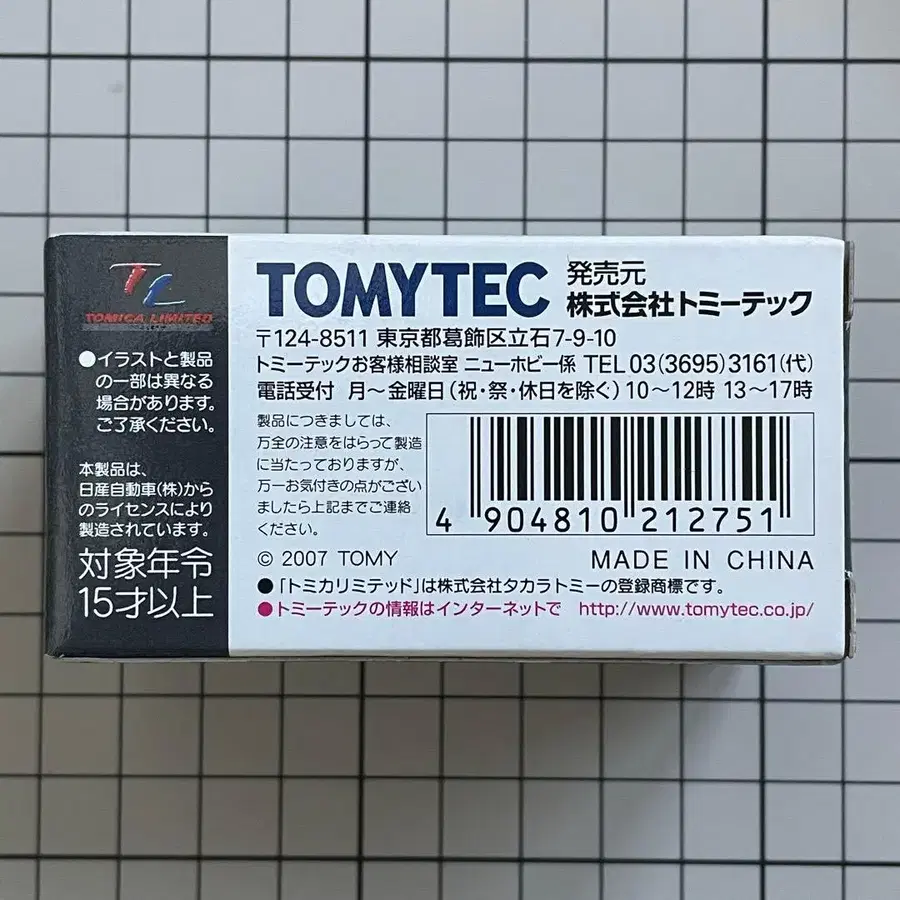 TL
TOMICA LIMITED
●イラストと製品
の一部は異なる
場合があります。
ご了承ください。
本製品は、
日産自動車(株)から
のライセンスにより
製造されています。
対象年令
15才以上
TOMYTEC 発売元
株式会社トミーテック
〒124-8511 東京都葛飾区立石7-9-10
トミーテックお客様相談室 ニューホビー係 TEL 03(3695)3161(代)
電話受付 月～金曜日(祝・祭・休日を除く)10～12時 13～17時
製品につきましては、
万全の注意をはらって製造
に当たっておりますが、
万一お気付きの点がござい
ましたら上記までご連絡
ください。
4 904810 212751
© 2007 TOMY MADE IN CHINA
●「トミカリミテッド」は株式会社タカラトミーの登録商標です。
●トミーテックの情報はインターネットで http://www.tomytec.co.jp/